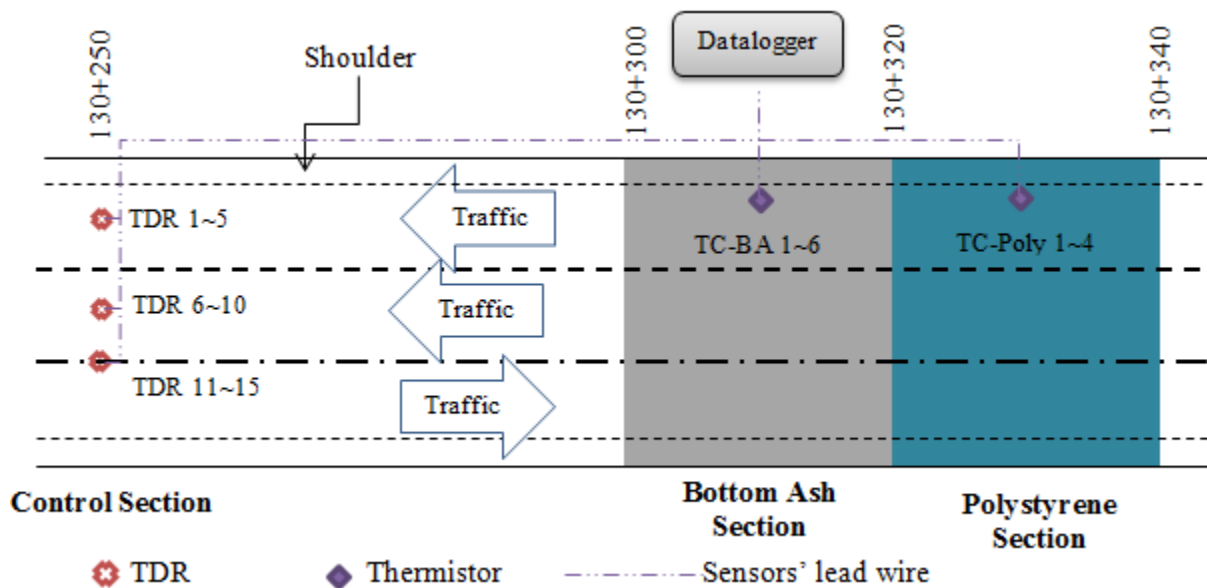 130+250
Shoulder
130+300
Datalogger
130+320
130+340
TDR 1~5
Traffic
TC-BA 1~6
TC-Poly 1~4
TDR 6~10
Traffic
TDR 11~15
Traffic
Control Section
Bottom Ash
Section
Polystyrene
Section
TDR
Thermistor
Sensors' lead wire